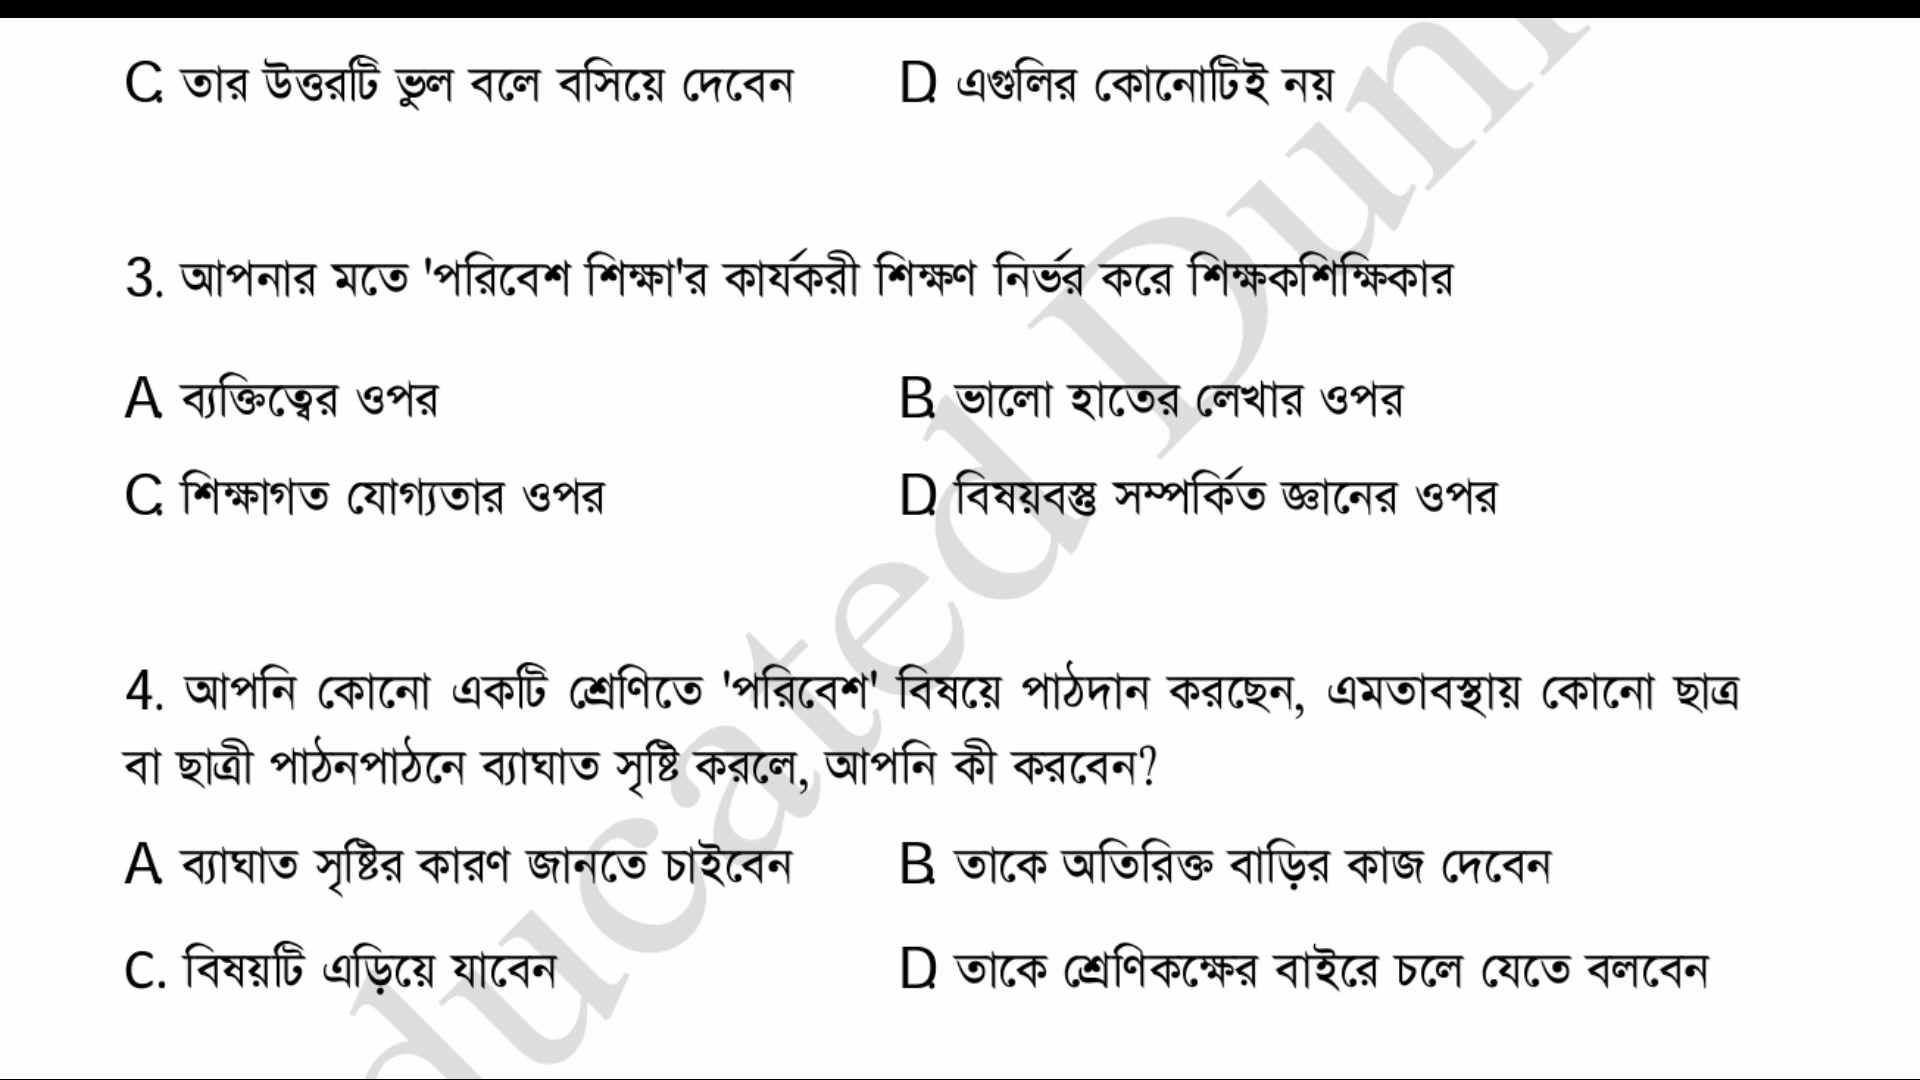 C. তার উত্তরটি ভুল বলে বসিয়ে দেবেন D. এগুলির কোনোটিই নয়
3. আপনার মতে 'পরিবেশ শিক্ষা'র কার্যকরী শিক্ষণ নির্ভর করে শিক্ষকশিক্ষিকার
A. ব্যক্তিত্বের ওপর B. ভালো হাতের লেখার ওপর
C. শিক্ষাগত যোগ্যতার ওপর D. বিষয়বস্তু সম্পর্কিত জ্ঞানের ওপর
4. আপনি কোনো একটি শ্রেণিতে 'পরিবেশ' বিষয়ে পাঠদান করছেন, এমতাবস্থায় কোনো ছাত্র
বা ছাত্রী পাঠনপাঠনে ব্যাঘাত সৃষ্টি করলে, আপনি কী করবেন?
A. ব্যাঘাত সৃষ্টির কারণ জানতে চাইবেন B. তাকে অতিরিক্ত বাড়ির কাজ দেবেন
C. বিষয়টি এড়িয়ে যাবেন D. তাকে শ্রেণিকক্ষের বাইরে চলে যেতে বলবেন
ducated Duni